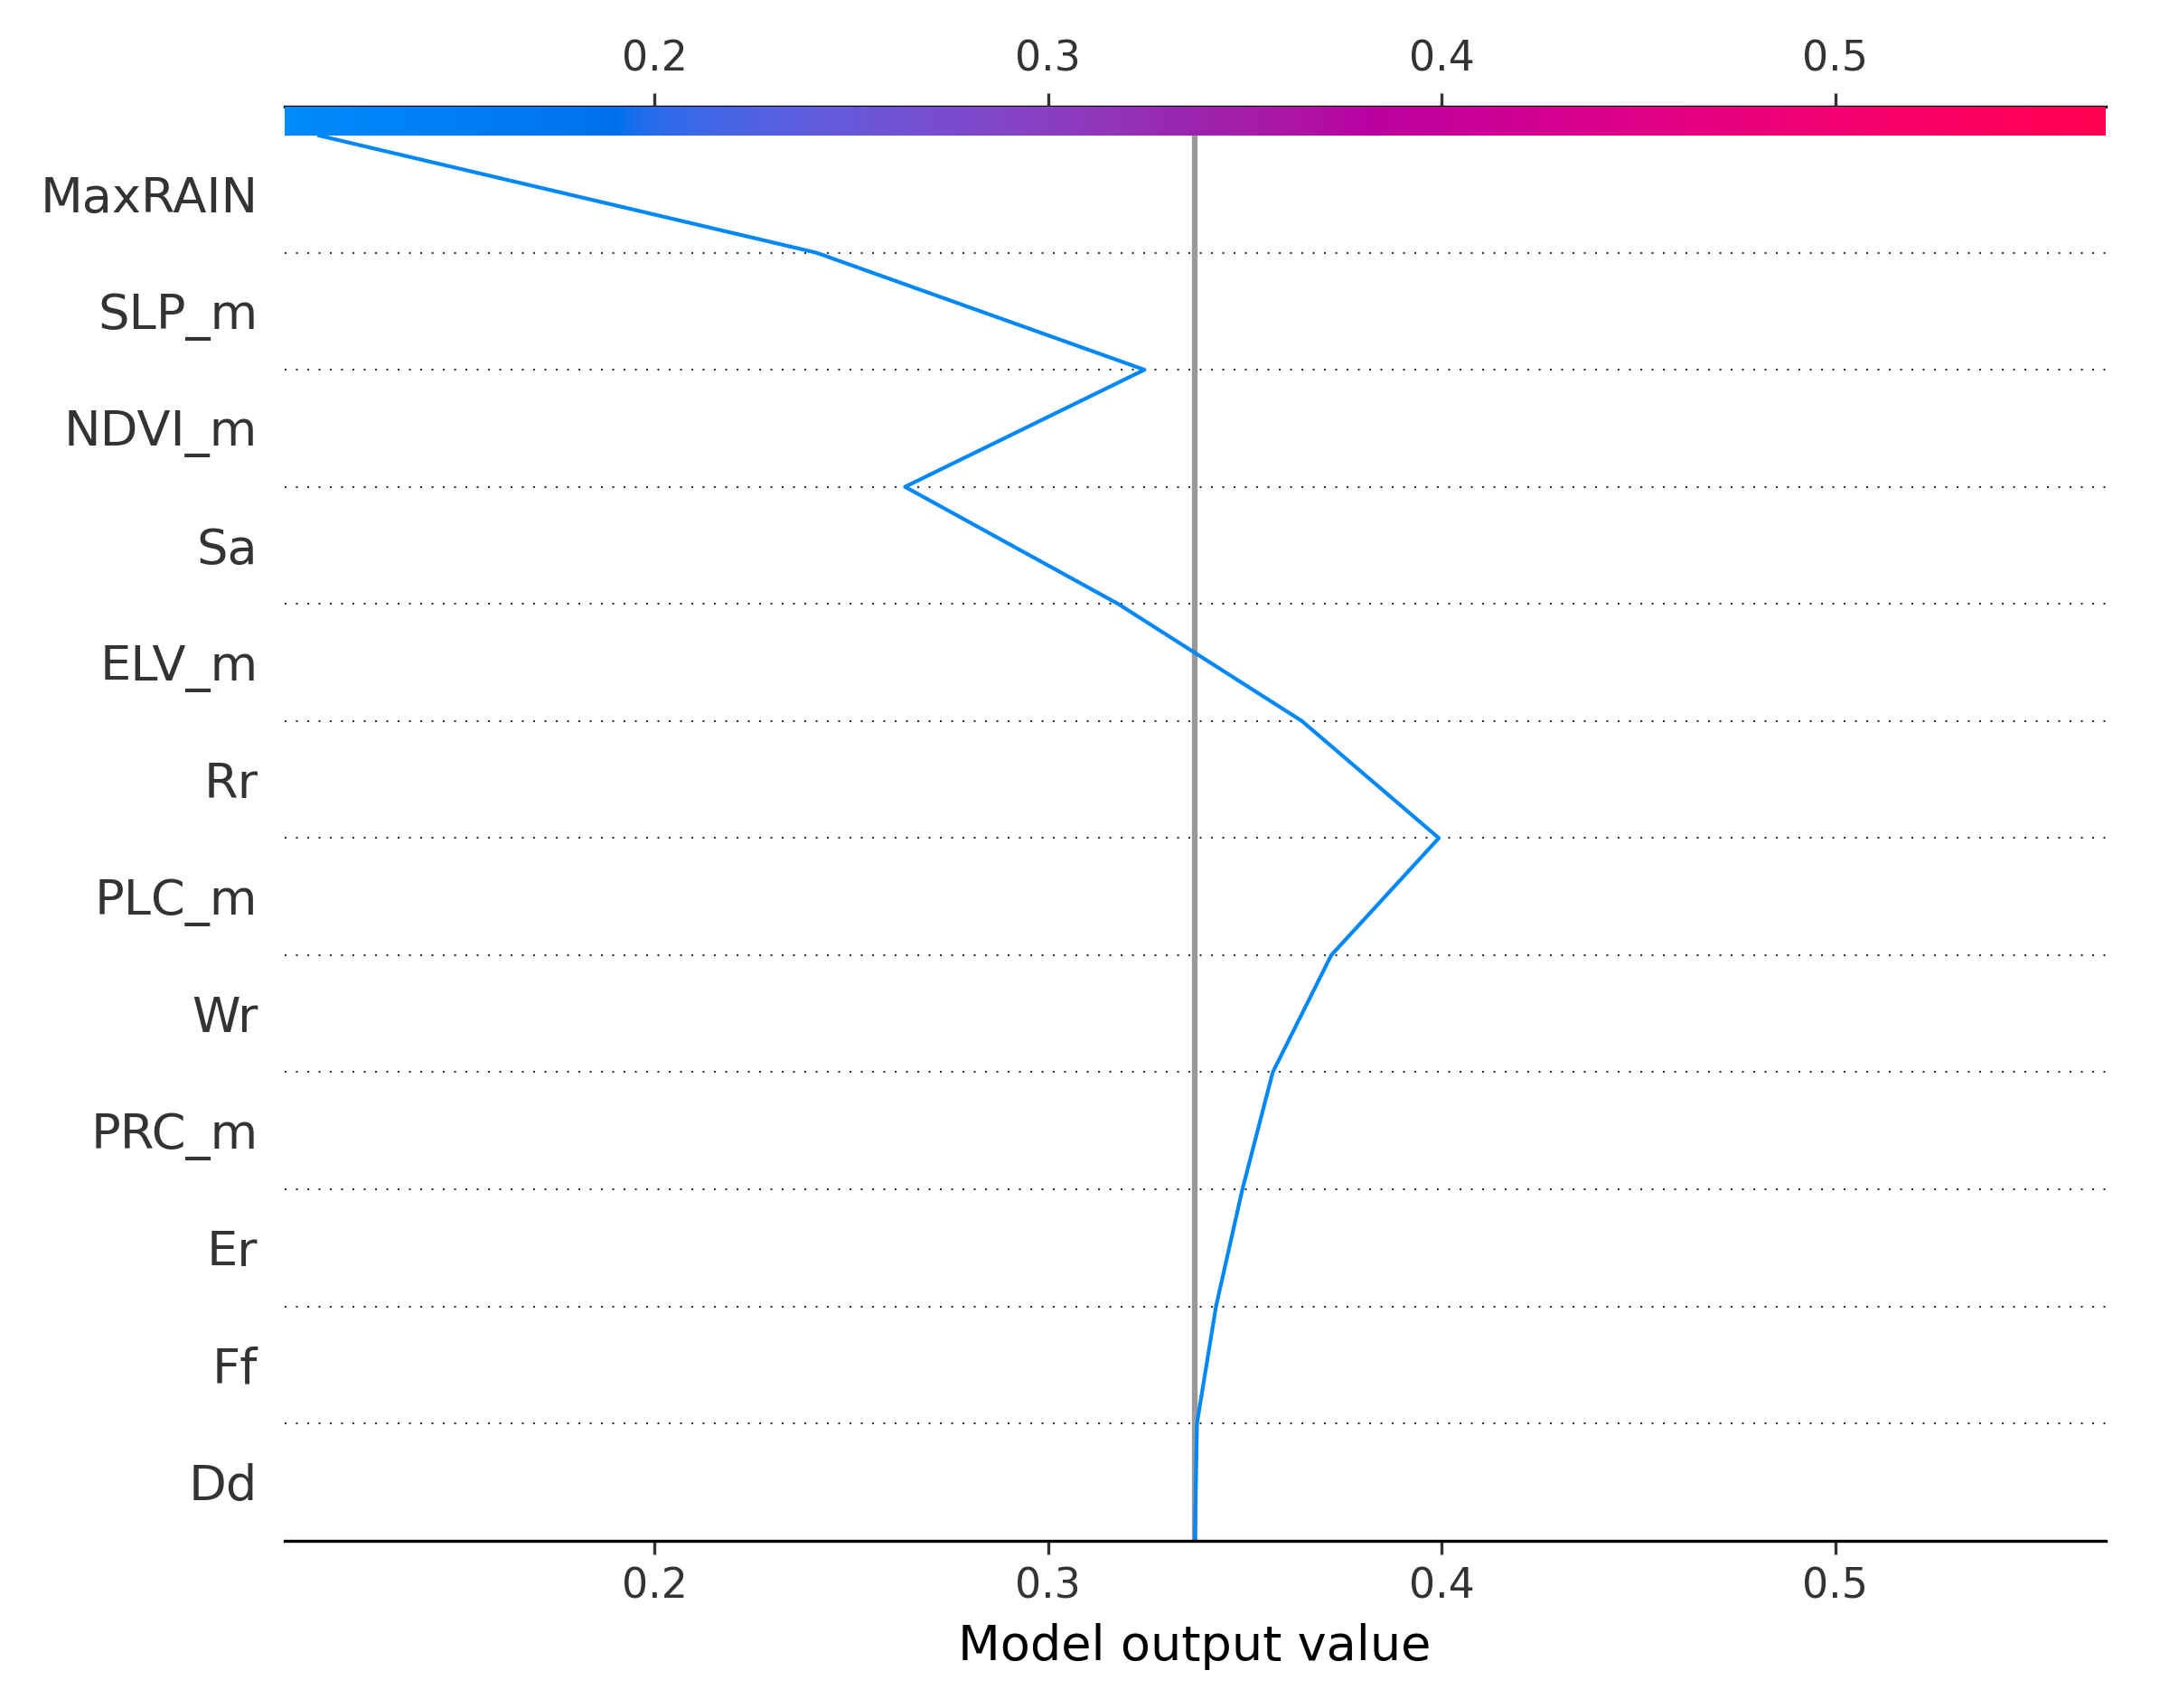 0.2 0.3 0.4 0.5
MaxRAIN
SLP_m
NDVI_m
Sa
ELV_m
Rr
PLC_m
Wr
PRC_m
Er
Ff
Dd
0.2 0.3 0.4 0.5
Model output value